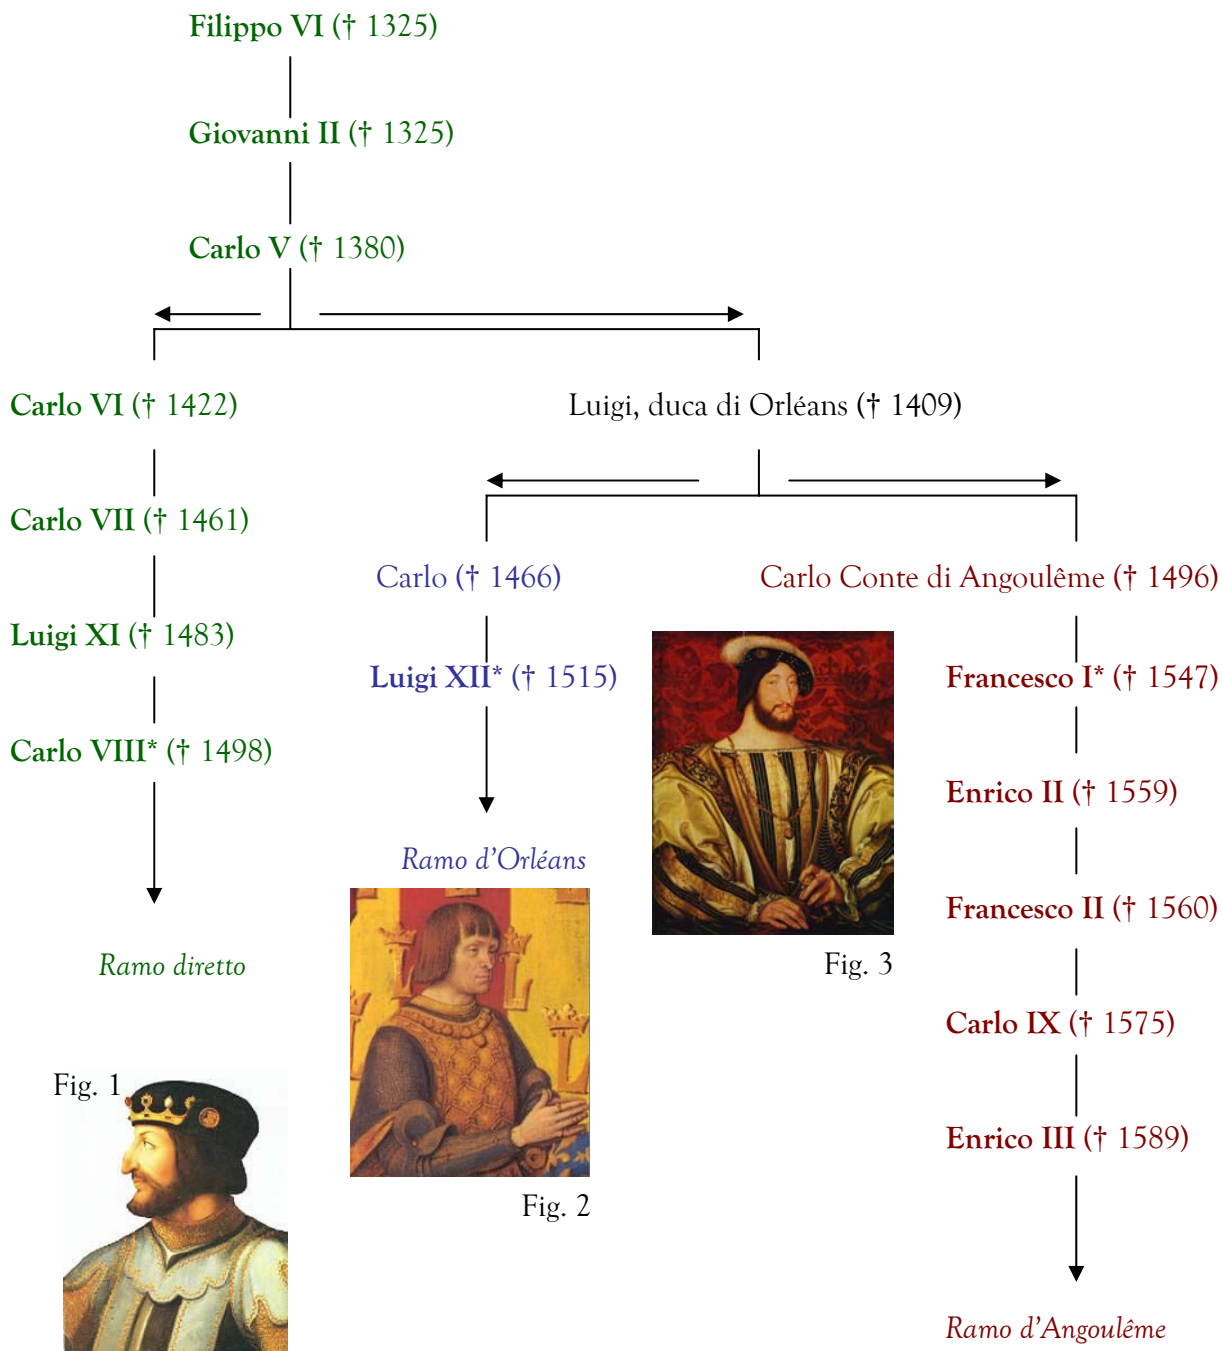 Filippo VI († 1325)
Giovanni II († 1325)
Carlo V († 1380)
Carlo VI († 1422)
Luigi, duca di Orléans († 1409)
Carlo VII († 1461)
Carlo († 1466)
Carlo Conte di Angoulême († 1496)
Luigi XI († 1483)
Luigi XII* († 1515)
Francesco I* († 1547)
Carlo VIII* († 1498)
Enrico II († 1559)
Ramo d'Orléans
Francesco II († 1560)
Ramo diretto
Fig. 3
Carlo IX († 1575)
Fig. 1
Enrico III († 1589)
Fig. 2
Ramo d'Angoulême